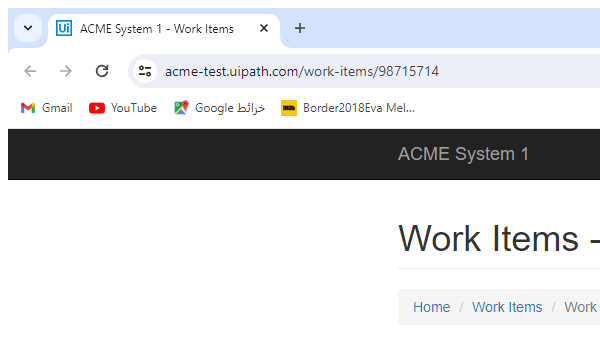 Ui ACME System 1 - Work Items
acme-test.uipath.com/work-items/98715714
Gmail YouTube Google خرائط IMDb Border2018Eva Mel...
ACME System 1
Work Items -
Home / Work Items / Work